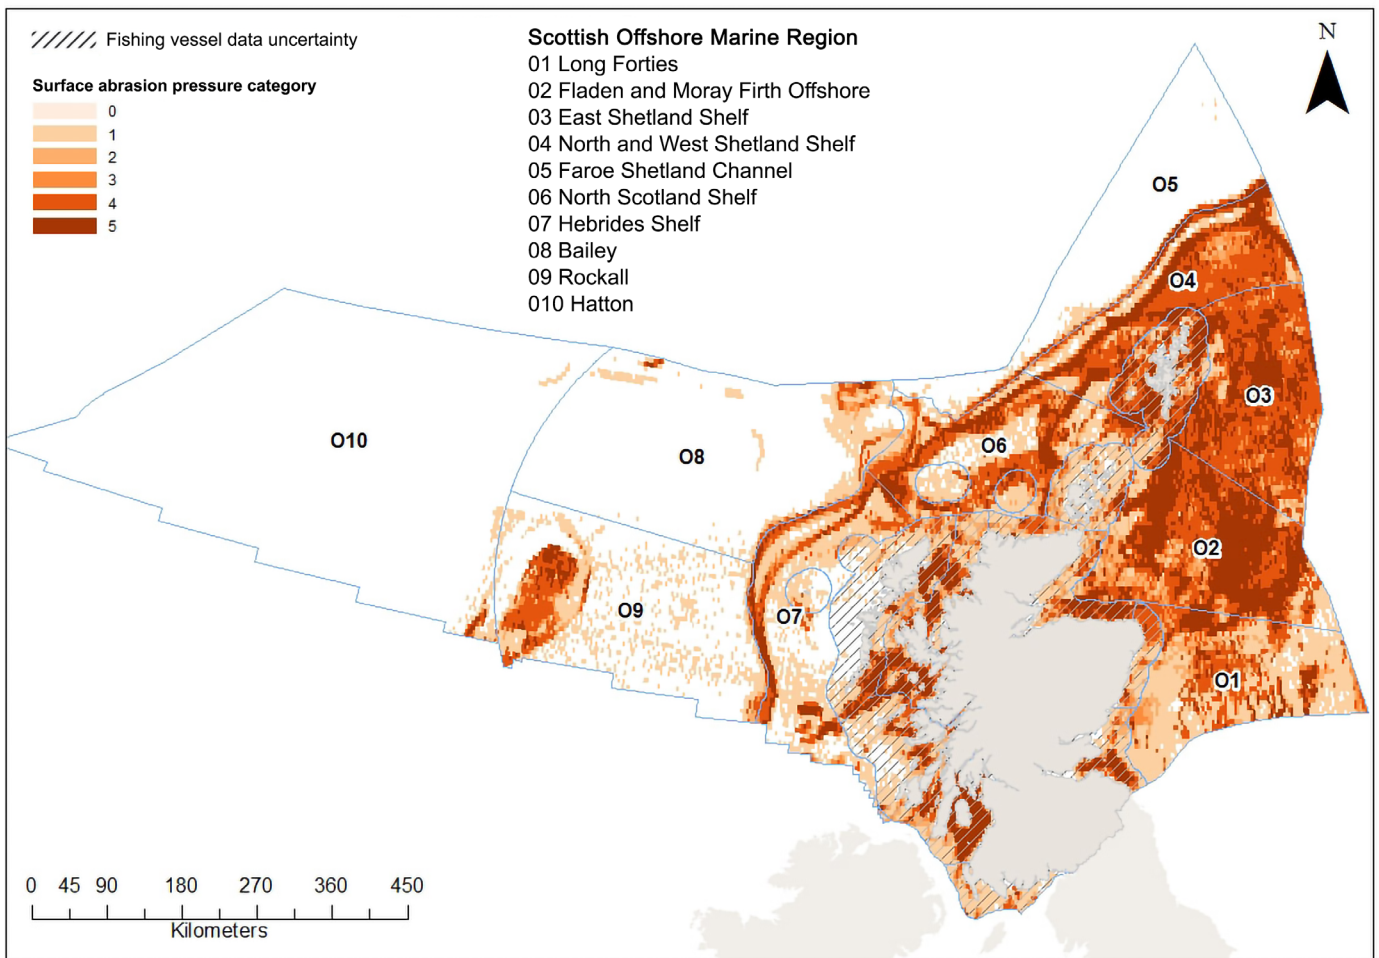 Fishing vessel data uncertainty
Surface abrasion pressure category
0
1
2
3
4
5
Scottish Offshore Marine Region
01 Long Forties
02 Fladen and Moray Firth Offshore
03 East Shetland Shelf
04 North and West Shetland Shelf
05 Faroe Shetland Channel
06 North Scotland Shelf
07 Hebrides Shelf
08 Bailey
09 Rockall
010 Hatton
N
O5
O4
O3
O10
O8
O6
O2
O9
O7
O1
0 45 90 180 270 360 450
Kilometers